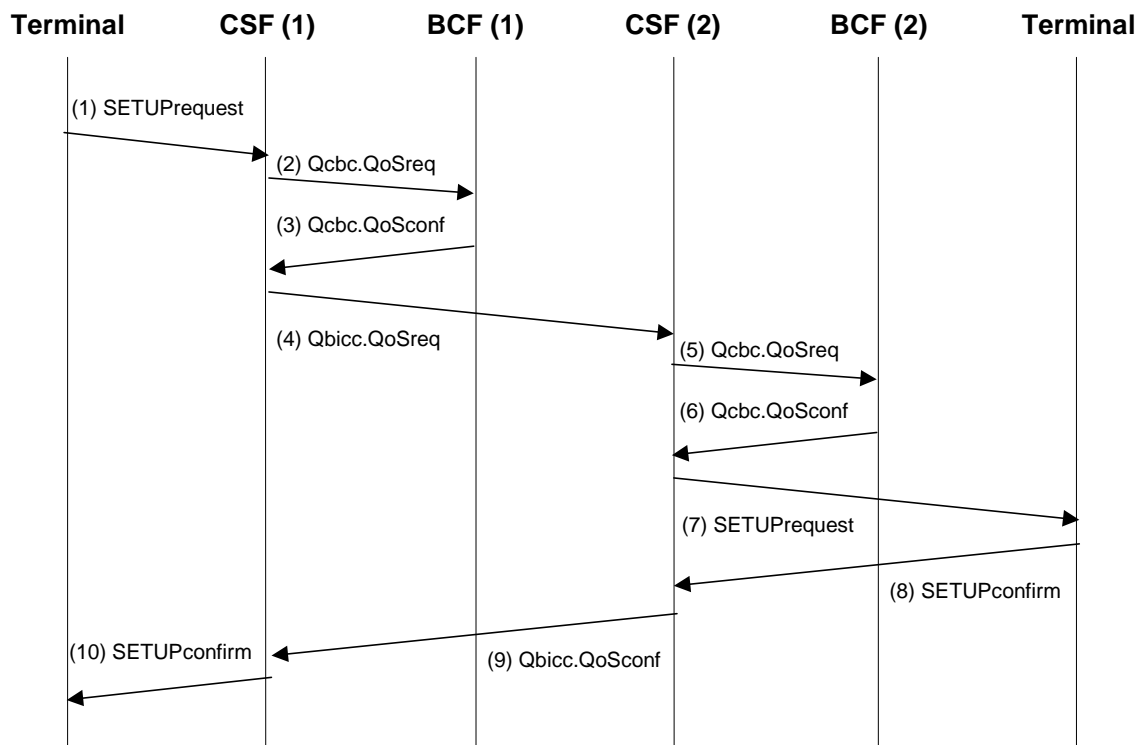 Terminal CSF (1) BCF (1) CSF (2) BCF (2) Terminal
(1) SETUPrequest
(2) Qcbc.QoSreq
(3) Qcbc.QoSconf
(4) Qbicc.QoSreq
(5) Qcbc.QoSreq
(6) Qcbc.QoSconf
(7) SETUPrequest
(8) SETUPconfirm
(9) Qbicc.QoSconf
(10) SETUPconfirm